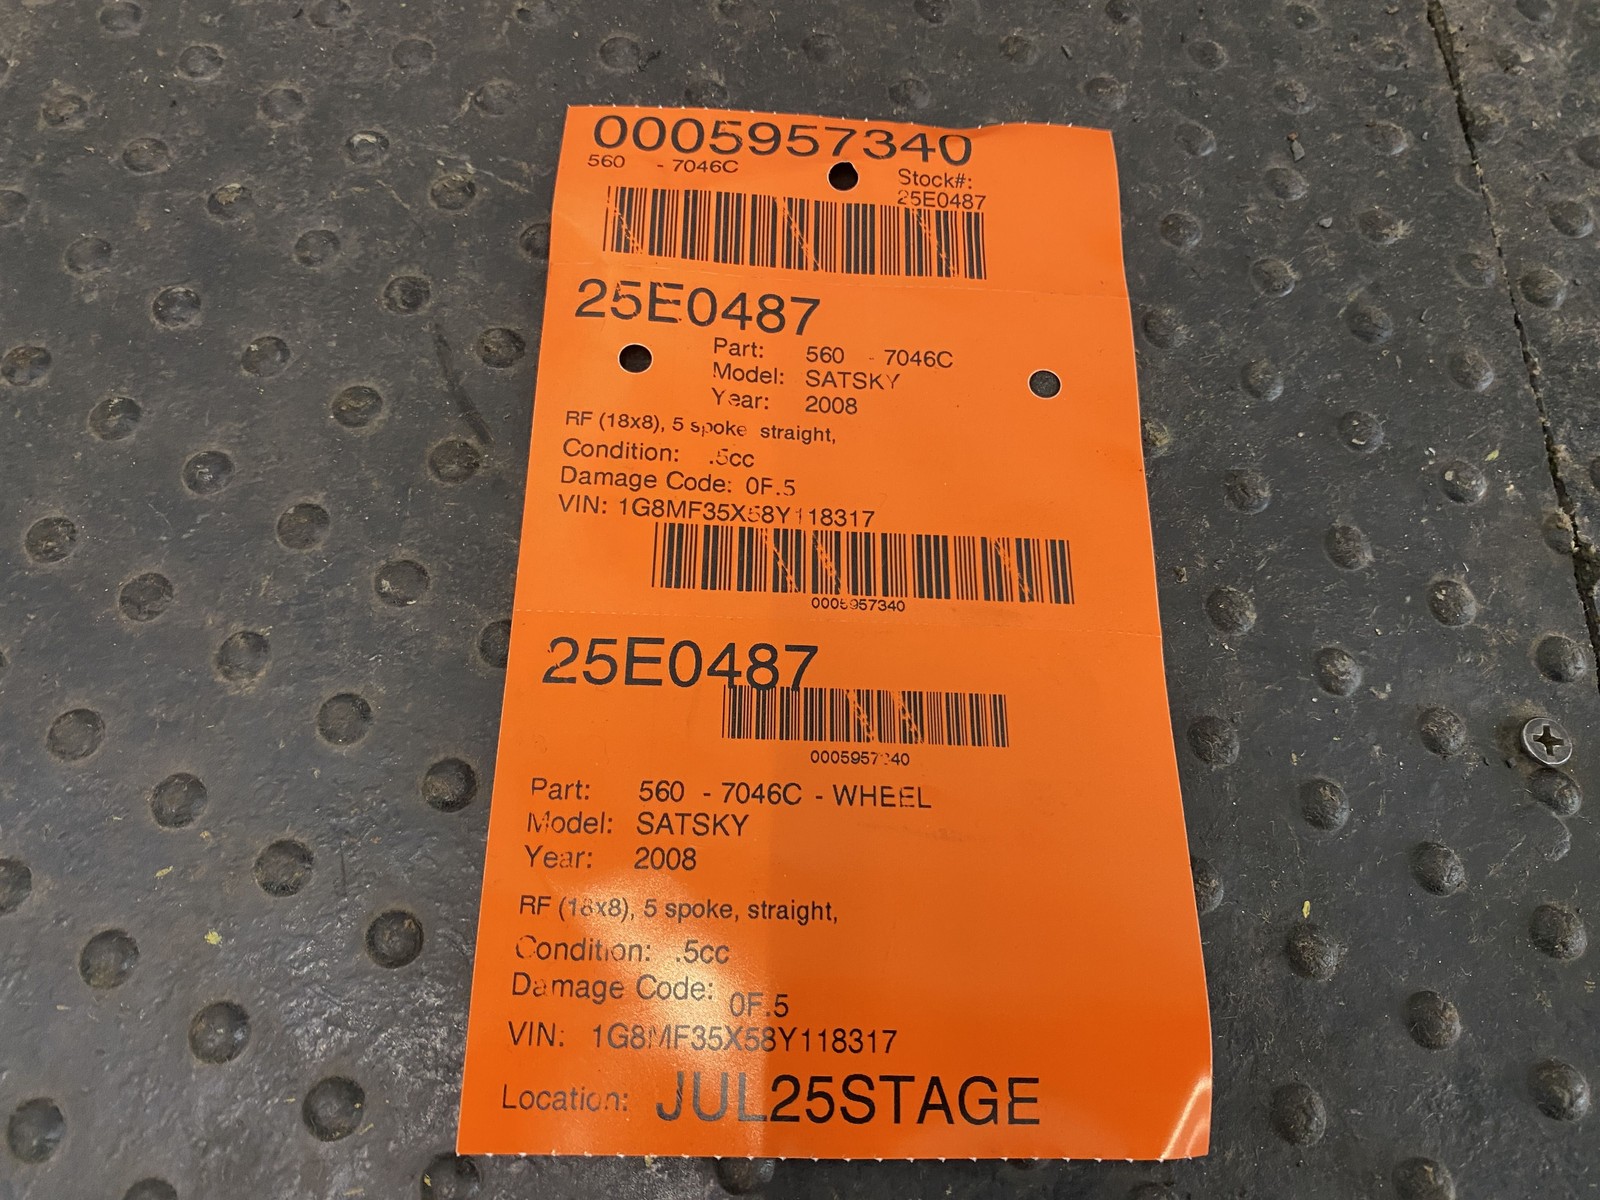 0005957340
560 - 7046C
Stock#:
25E0487
25E0487
Part: 560 - 7046C
Model: SATSKY
Year: 2008
RF (18x8), 5 spoke, straight,
Condition: .5cc
Damage Code: 0F.5
VIN: 1G8MF35X58Y118317
0005957340
25E0487
0005957340
Part: 560 - 7046C - WHEEL
Model: SATSKY
Year: 2008
RF (18x8), 5 spoke, straight,
Condition: .5cc
Damage Code: 0F.5
VIN: 1G8MF35X58Y118317
Location: JUL25STAGE